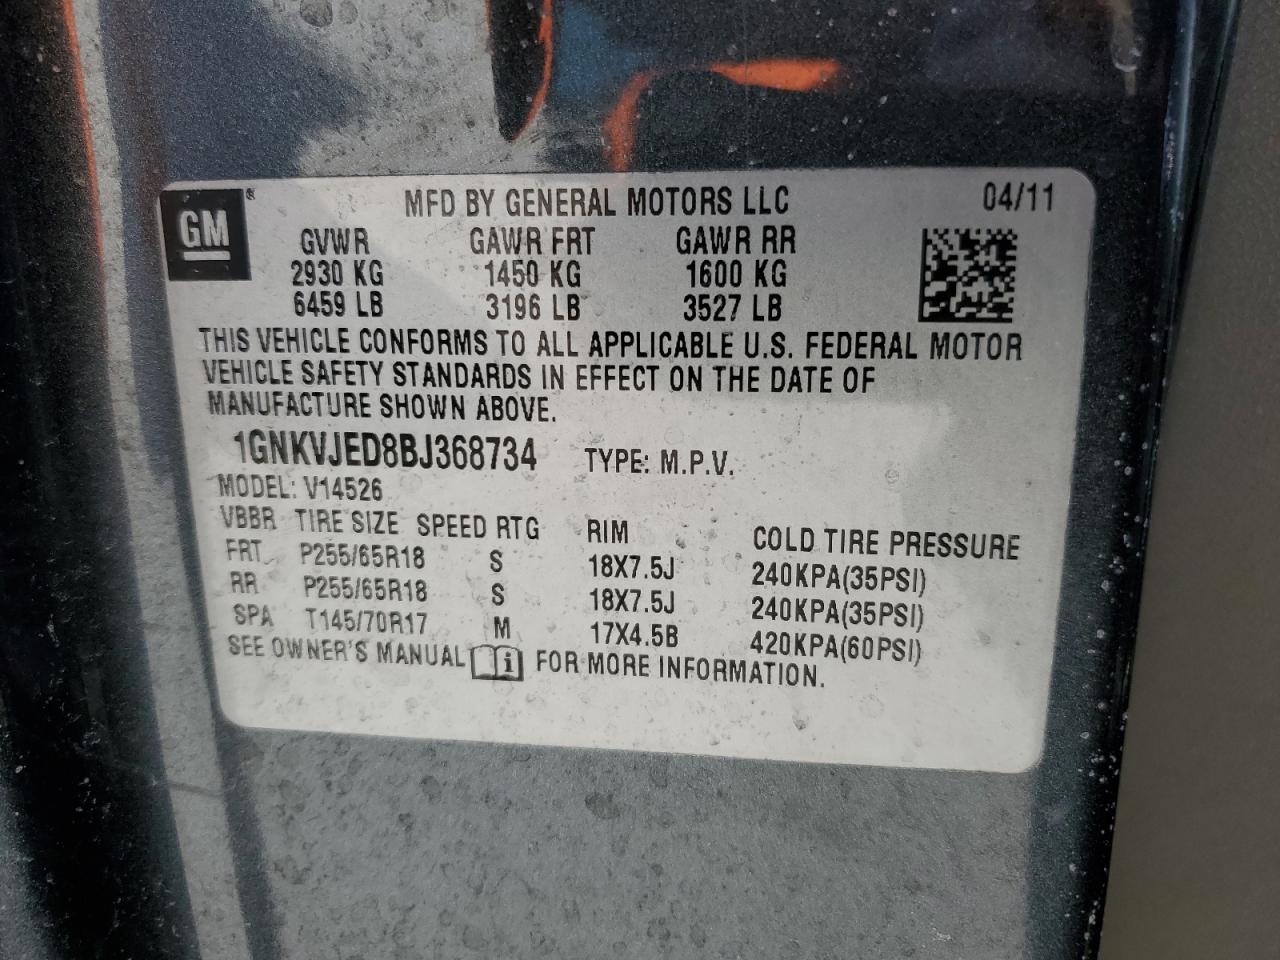 GM®
MFD BY GENERAL MOTORS LLC 04/11
GVWR GAWR FRT GAWR RR
2930 KG 1450 KG 1600 KG
6459 LB 3196 LB 3527 LB
THIS VEHICLE CONFORMS TO ALL APPLICABLE U.S. FEDERAL MOTOR
VEHICLE SAFETY STANDARDS IN EFFECT ON THE DATE OF
MANUFACTURE SHOWN ABOVE.
1GNKVJED8BJ368734 TYPE: M.P.V.
MODEL: V14526
VBBR TIRE SIZE SPEED RTG RIM COLD TIRE PRESSURE
FRT P255/65R18 S 18X7.5J 240KPA(35PSI)
RR P255/65R18 S 18X7.5J 240KPA(35PSI)
SPA T145/70R17 M 17X4.5B 420KPA(60PSI)
SEE OWNER'S MANUAL i FOR MORE INFORMATION.